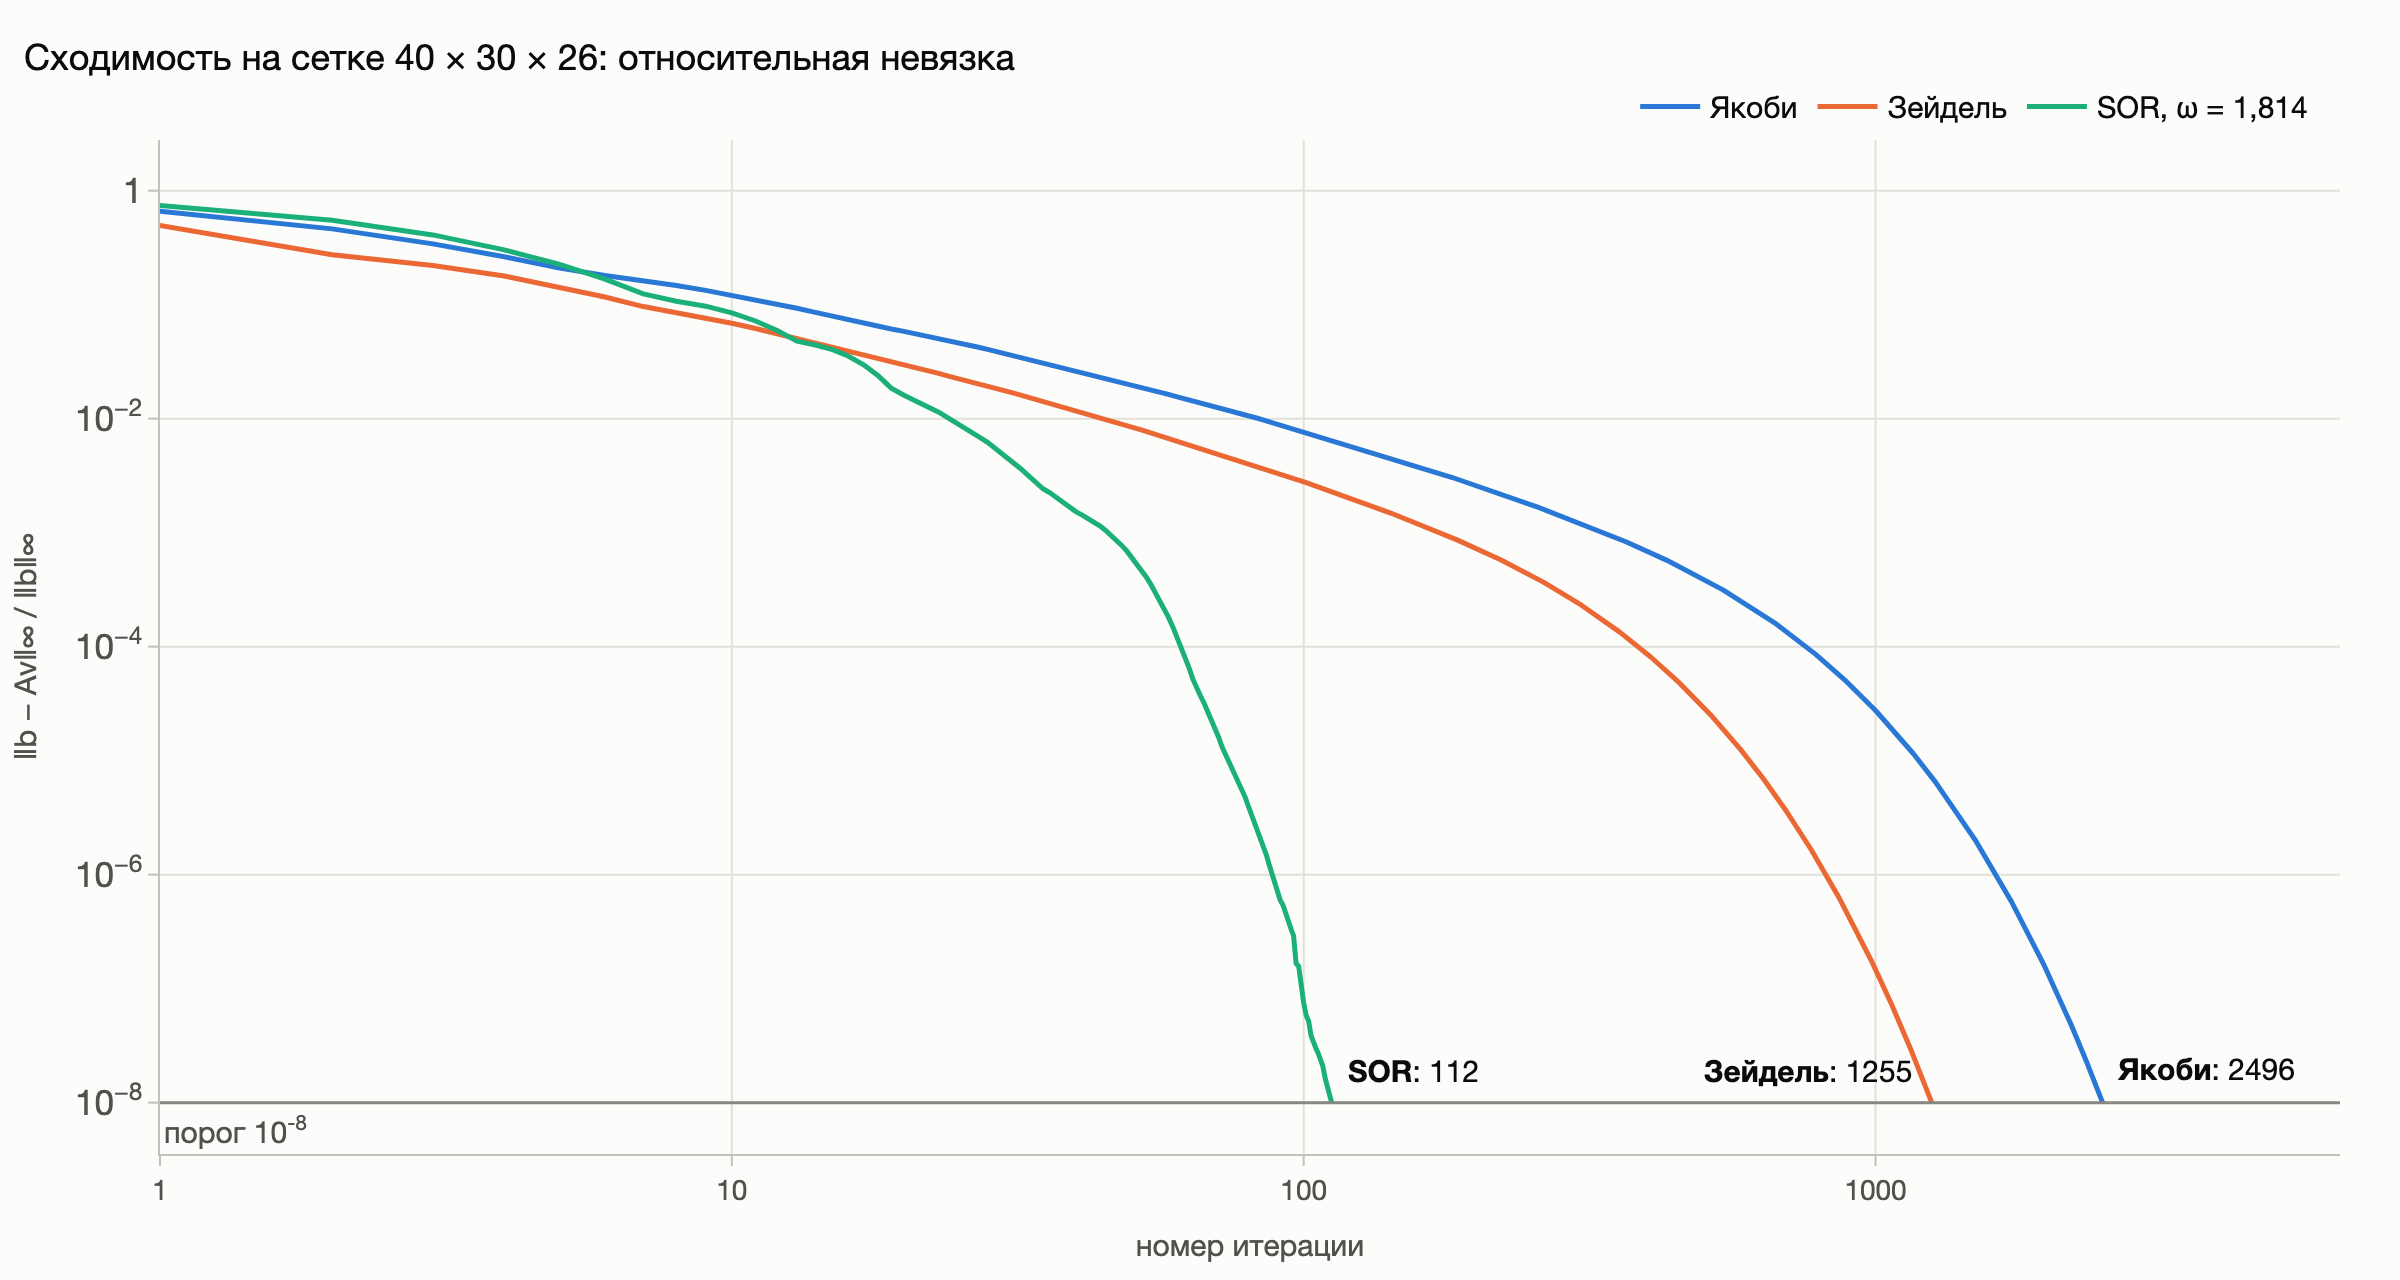 Сходимость на сетке 40 × 30 × 26: относительная невязка
Якоби Зейдель SOR, ω = 1,814
1
10⁻²
10⁻⁴
10⁻⁶
10⁻⁸
‖b − Av‖∞ / ‖b‖∞
SOR: 112 Зейдель: 1255 Якоби: 2496
порог 10⁻⁸
1 10 100 1000
номер итерации